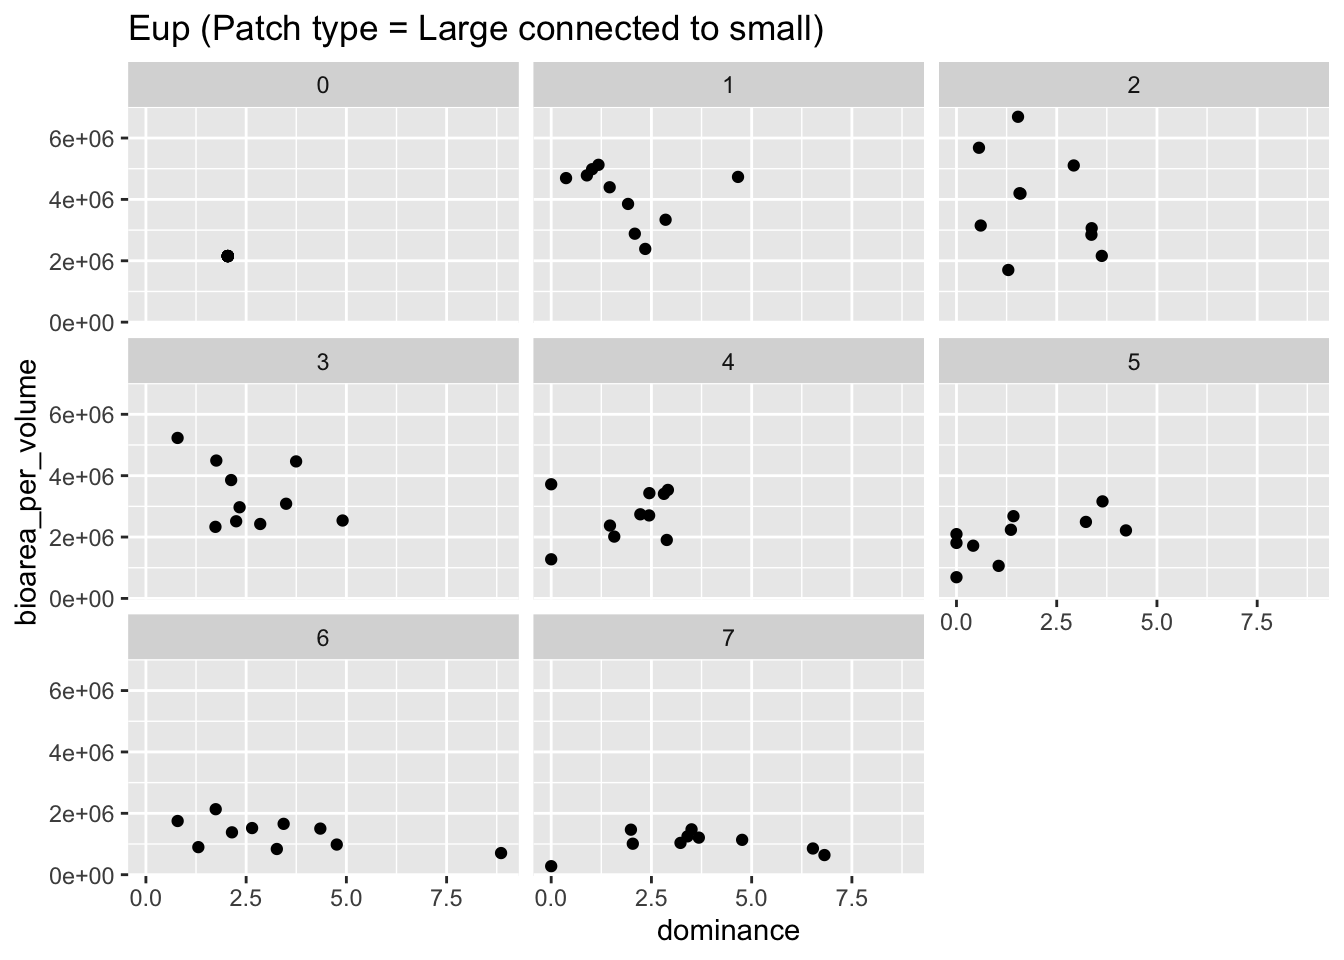 Eup (Patch type = Large connected to small)
0 1 2
6e+06
4e+06
2e+06
0e+00
3 4 5
6e+06
4e+06
2e+06
0e+00
0.0 2.5 5.0 7.5
6 7
6e+06
4e+06
2e+06
0e+00
0.0 2.5 5.0 7.5 0.0 2.5 5.0 7.5
dominance
bioarea_per_volume